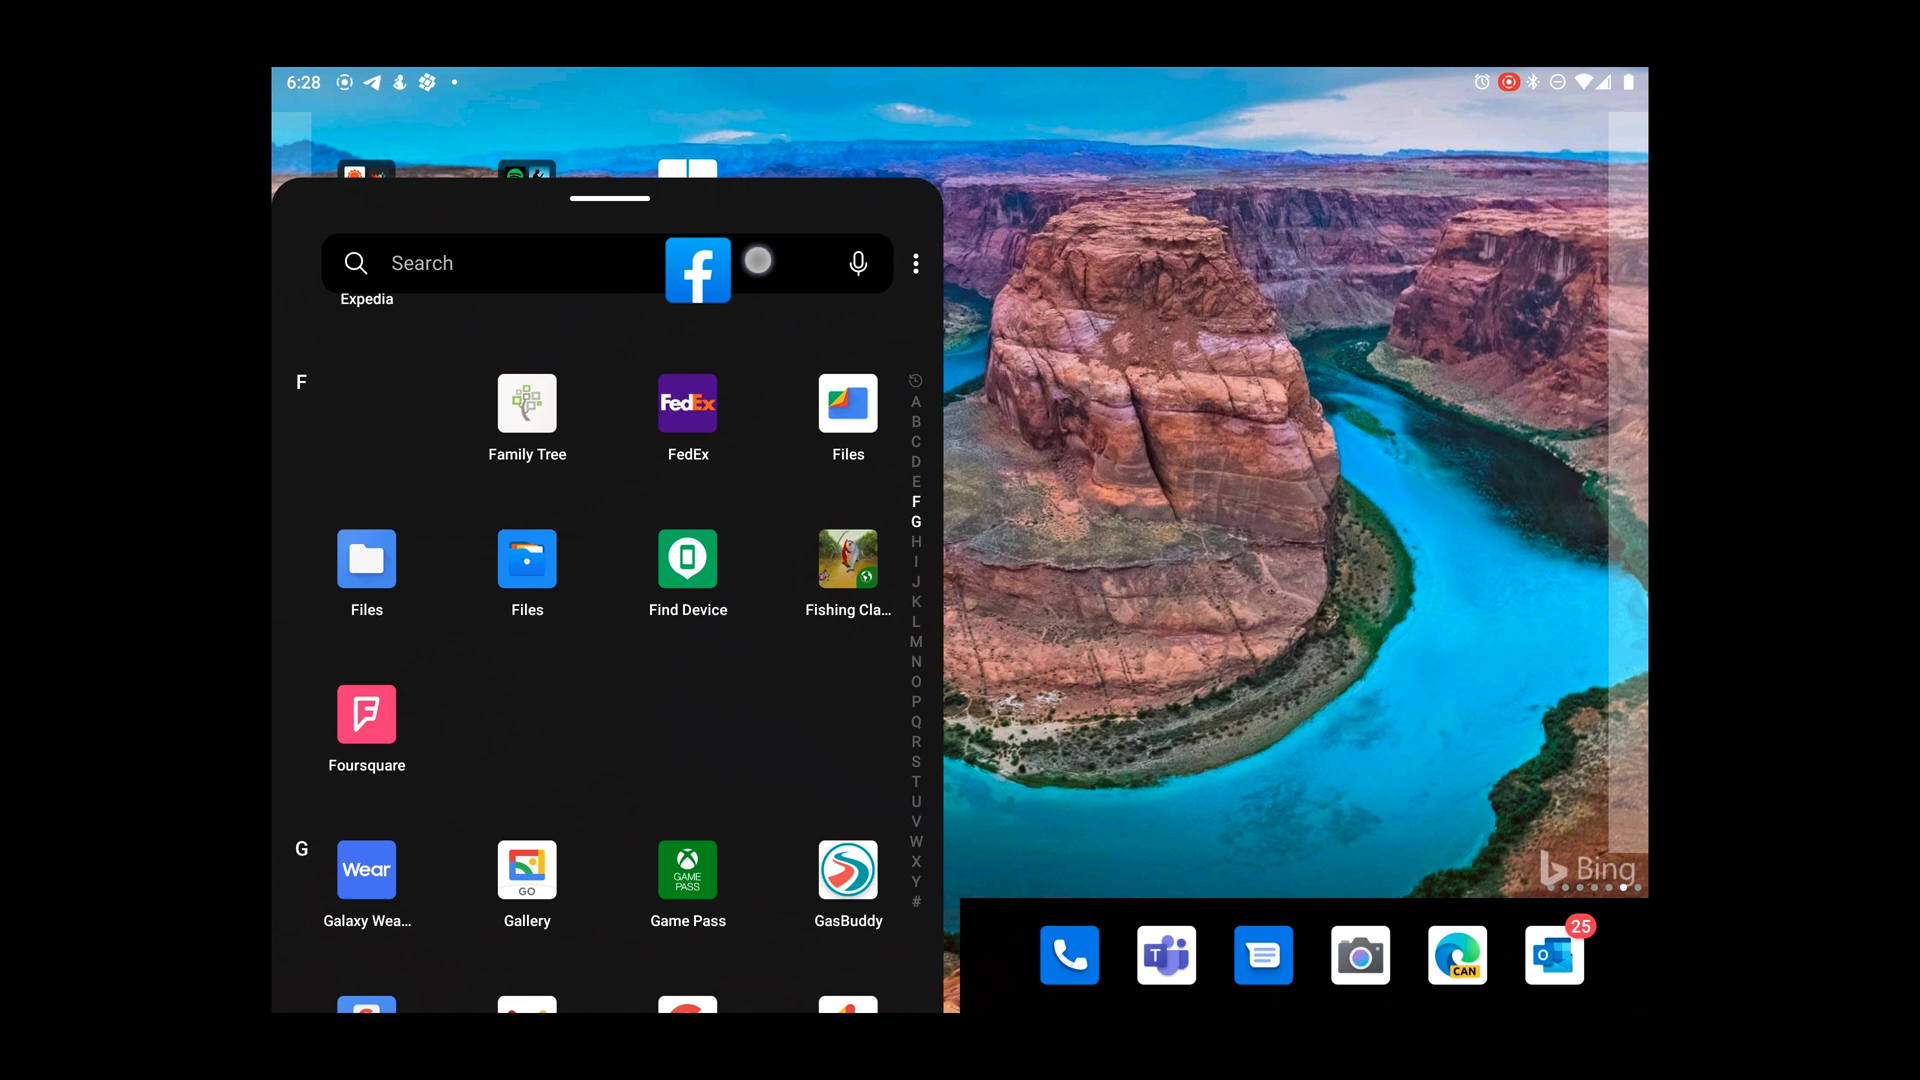 6:28
Search
Expedia
F
FedEx
Family Tree
FedEx
Files
Files
Files
Find Device
Fishing Cla...
Foursquare
G
Wear
GO
GAME
PASS
Galaxy Wea...
Gallery
Game Pass
GasBuddy
A
B
C
D
E
F
G
H
I
J
K
L
M
N
O
P
Q
R
S
T
U
V
W
X
Y
#
Bing
T
CAN
O
25